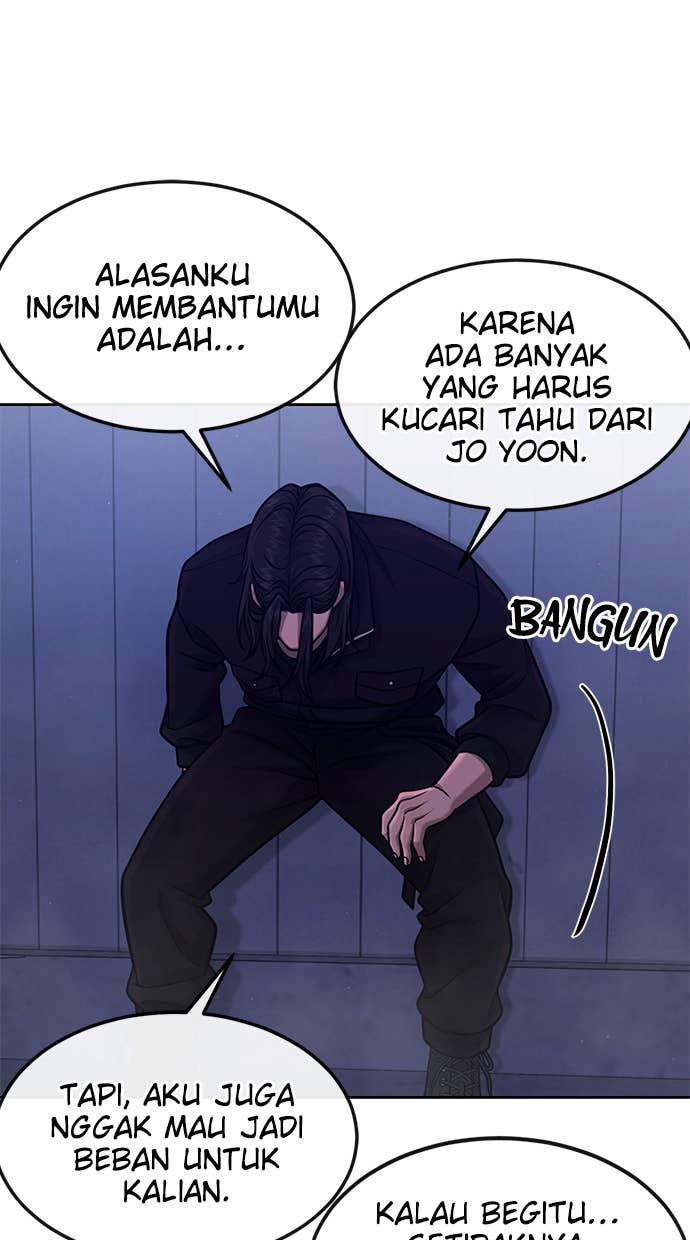 ALASANKU
INGIN MEMBANTUMU
ADALAH...
KARENA
ADA BANYAK
YANG HARUS
KUCARI TAHU DARI
JO YOON.
BANGUN
TAPI, AKU JUGA
NGGAK MAU JADI
BEBAN UNTUK
KALIAN.
KALAU BEGITU...
SETIDAKNYA